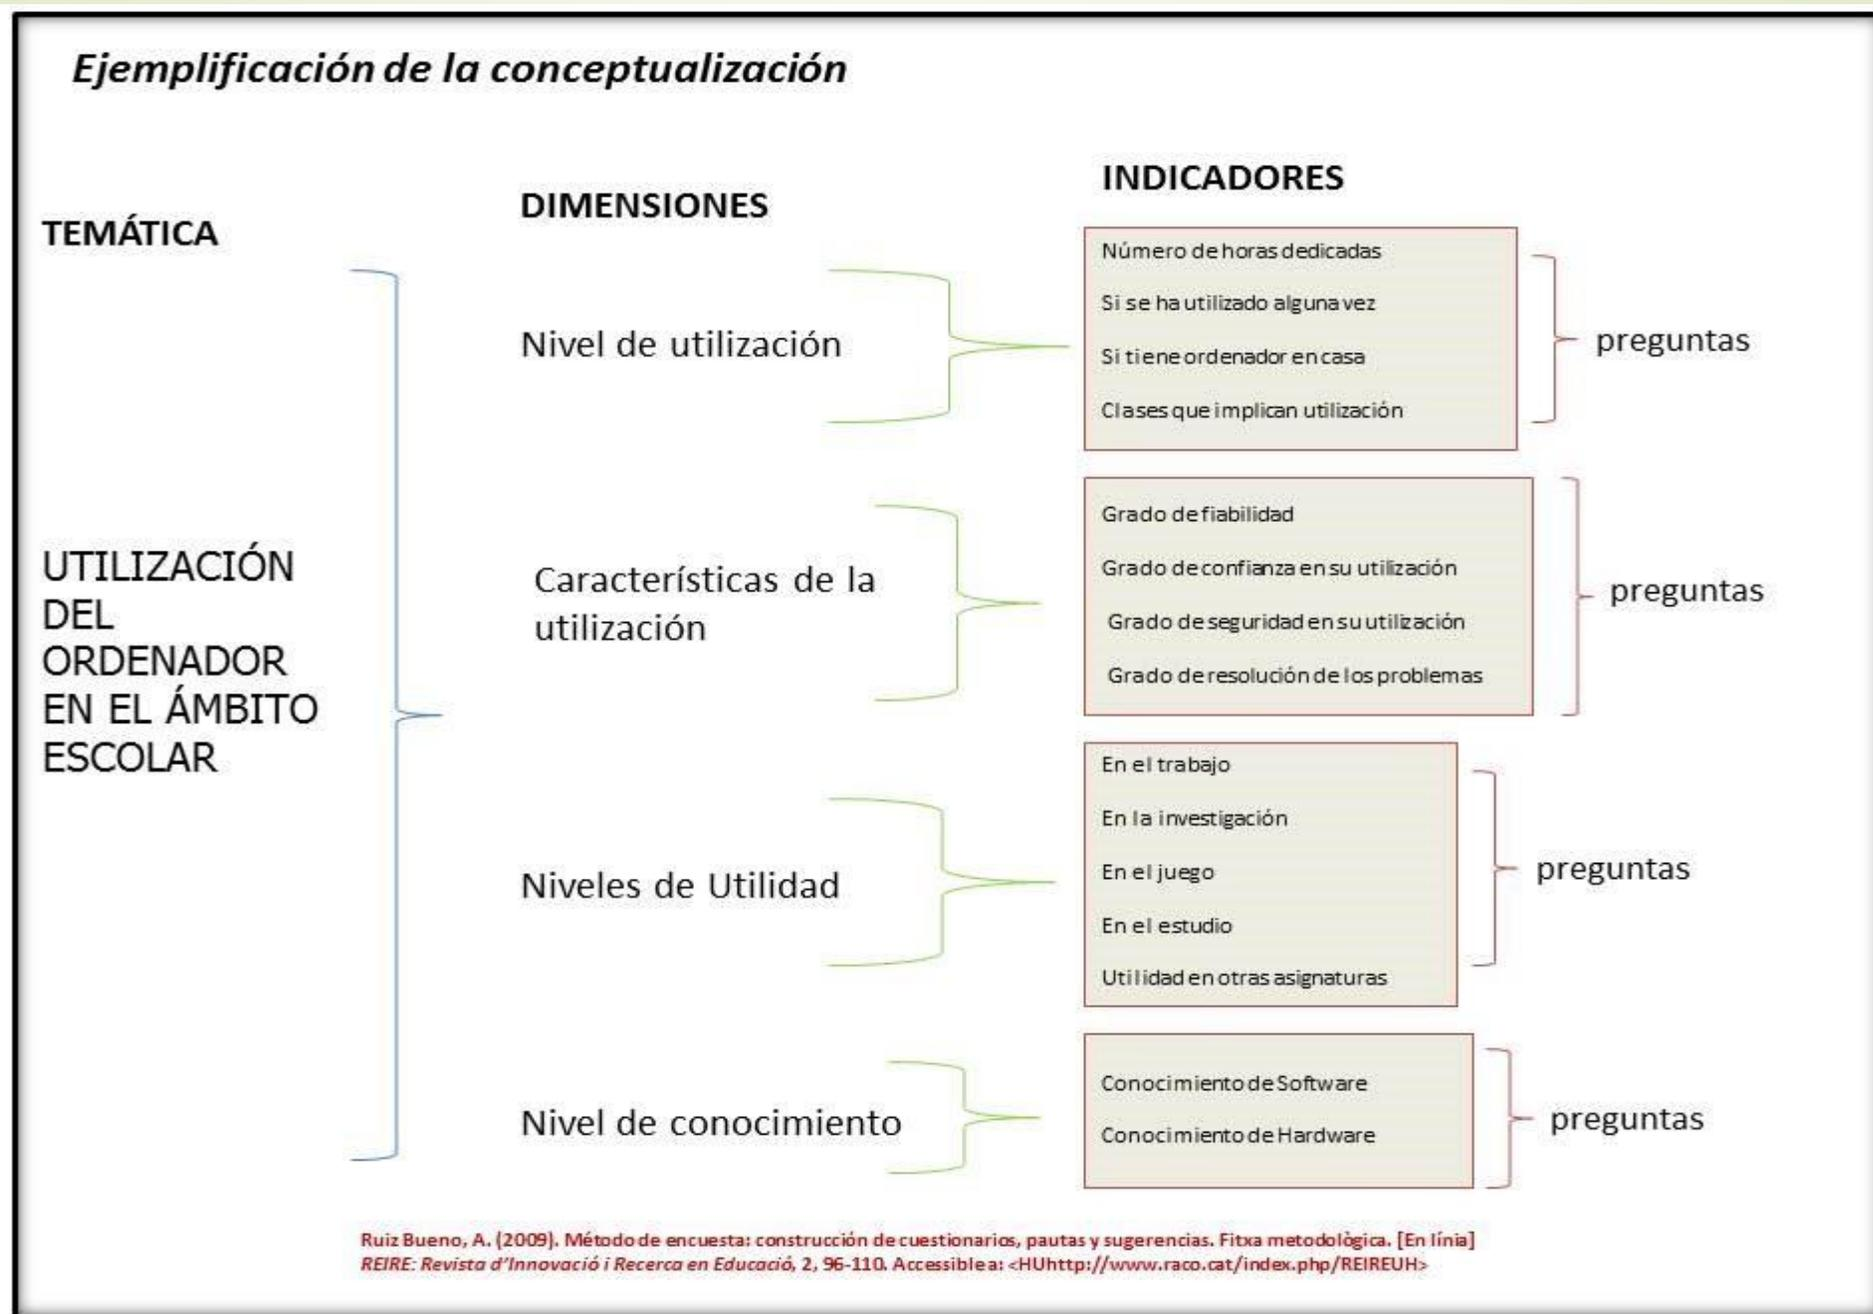 Ejemplificación de la conceptualización
TEMÁTICA
DIMENSIONES
INDICADORES
UTILIZACIÓN
DEL
ORDENADOR
EN EL ÁMBITO
ESCOLAR
Nivel de utilización
Número de horas dedicadas
Si se ha utilizado alguna vez
Si tiene ordenador en casa
Clases que implican utilización
preguntas
Características de la
utilización
Grado de fiabilidad
Grado de confianza en su utilización
Grado de seguridad en su utilización
Grado de resolución de los problemas
preguntas
Niveles de Utilidad
En el trabajo
En la investigación
En el juego
En el estudio
Utilidad en otras asignaturas
preguntas
Nivel de conocimiento
Conocimiento de Software
Conocimiento de Hardware
preguntas
Ruiz Bueno, A. (2009). Método de encuesta: construcción de cuestionarios, pautas y sugerencias. Fitxa metodològica. [En línia]
REIRE: Revista d'Innovació i Recerca en Educació, 2, 96-110. Accessible a: <HUhttp://www.raco.cat/index.php/REIREUH>